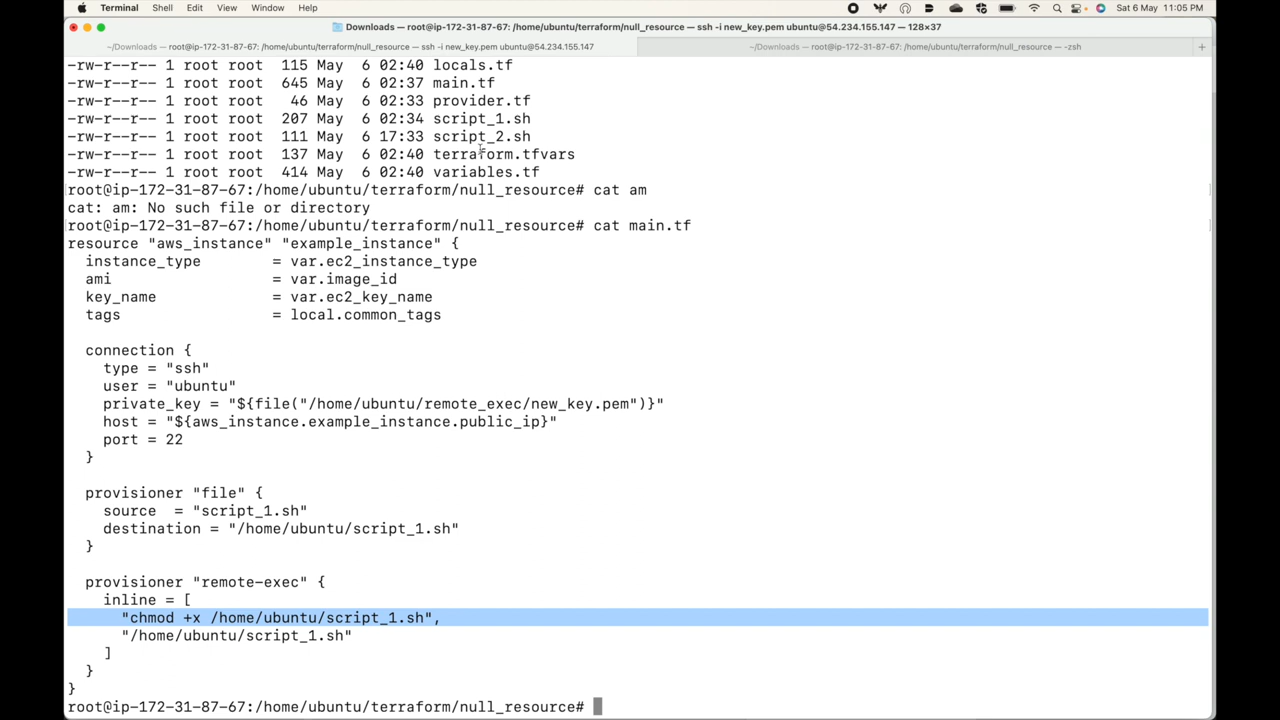 Terminal Shell Edit View Window Help Sat 6 May 11:05 PM
Downloads — root@ip-172-31-87-67: /home/ubuntu/terraform/null_resource — ssh -i new_key.pem ubuntu@54.234.155.147 — 128×37
~/Downloads — root@ip-172-31-87-67: /home/ubuntu/terraform/null_resource — ssh -i new_key.pem ubuntu@54.234.155.147 ~/Downloads — root@ip-172-31-87-67: /home/ubuntu/terraform/null_resource — -zsh +
-rw-r--r-- 1 root root  115 May  6 02:40 locals.tf
-rw-r--r-- 1 root root  645 May  6 02:37 main.tf
-rw-r--r-- 1 root root   46 May  6 02:33 provider.tf
-rw-r--r-- 1 root root  207 May  6 02:34 script_1.sh
-rw-r--r-- 1 root root  111 May  6 17:33 script_2.sh
-rw-r--r-- 1 root root  137 May  6 02:40 terraform.tfvars
-rw-r--r-- 1 root root  414 May  6 02:40 variables.tf
root@ip-172-31-87-67:/home/ubuntu/terraform/null_resource# cat am
cat: am: No such file or directory
root@ip-172-31-87-67:/home/ubuntu/terraform/null_resource# cat main.tf
resource "aws_instance" "example_instance" {
  instance_type        = var.ec2_instance_type
  ami                  = var.image_id
  key_name             = var.ec2_key_name
  tags                 = local.common_tags
  connection {
    type = "ssh"
    user = "ubuntu"
    private_key = "${file("/home/ubuntu/remote_exec/new_key.pem")}"
    host = "${aws_instance.example_instance.public_ip}"
    port = 22
  }
  provisioner "file" {
    source  = "script_1.sh"
    destination = "/home/ubuntu/script_1.sh"
  }
  provisioner "remote-exec" {
    inline = [
      "chmod +x /home/ubuntu/script_1.sh",
      "/home/ubuntu/script_1.sh"
    ]
  }
}
root@ip-172-31-87-67:/home/ubuntu/terraform/null_resource#